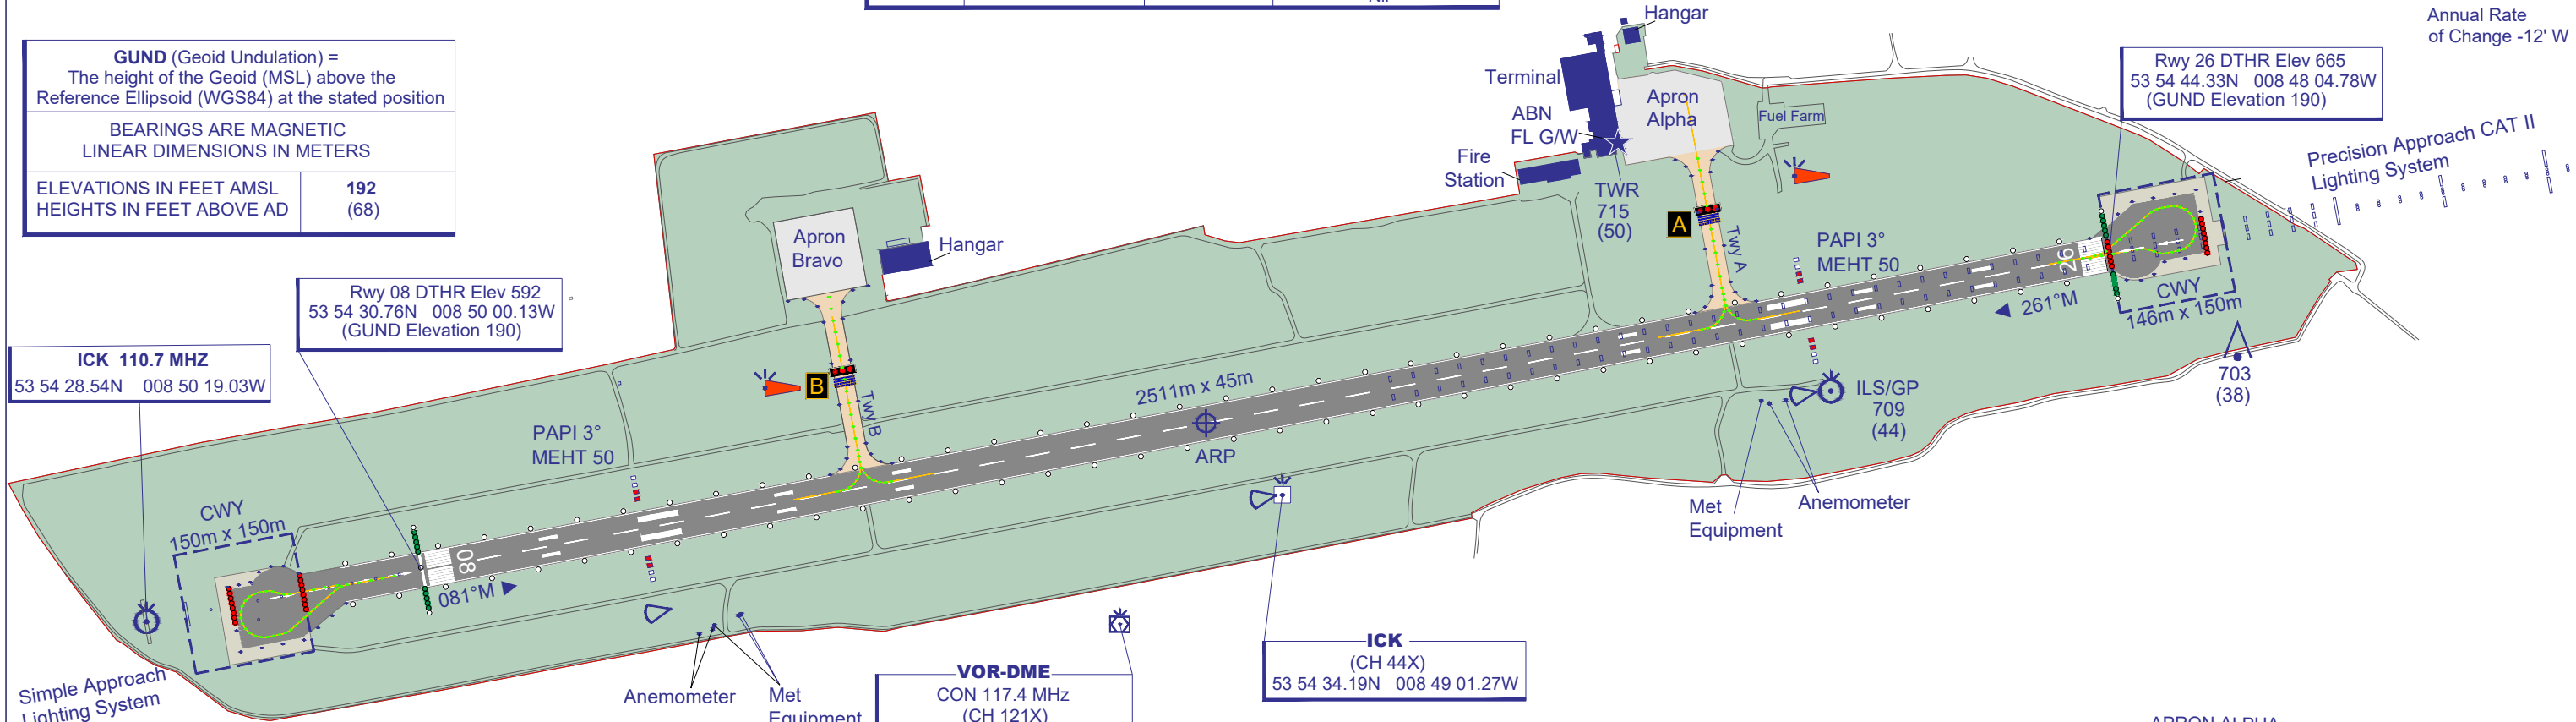 Annual Rate
of Change -12' W
GUND (Geoid Undulation) =
The height of the Geoid (MSL) above the
Reference Ellipsoid (WGS84) at the stated position
BEARINGS ARE MAGNETIC
LINEAR DIMENSIONS IN METERS
ELEVATIONS IN FEET AMSL 192
HEIGHTS IN FEET ABOVE AD (68)
Hangar
Terminal
Apron
Alpha
ABN
FL G/W
Fuel Farm
Fire
Station
TWR
715
(50)
A
Twy A
PAPI 3°
MEHT 50
Rwy 26 DTHR Elev 665
53 54 44.33N 008 48 04.78W
(GUND Elevation 190)
Precision Approach CAT II
Lighting System
26
261°M
CWY
146m x 150m
703
(38)
Apron
Bravo
Hangar
B
Twy B
Rwy 08 DTHR Elev 592
53 54 30.76N 008 50 00.13W
(GUND Elevation 190)
ICK 110.7 MHZ
53 54 28.54N 008 50 19.03W
PAPI 3°
MEHT 50
2511m x 45m
ARP
ILS/GP
709
(44)
Met
Equipment
Anemometer
CWY
150m x 150m
08
081°M
Simple Approach
Lighting System
Anemometer
Met
Equipment
VOR-DME
CON 117.4 MHz
(CH 121X)
ICK
(CH 44X)
53 54 34.19N 008 49 01.27W
APRON ALPHA